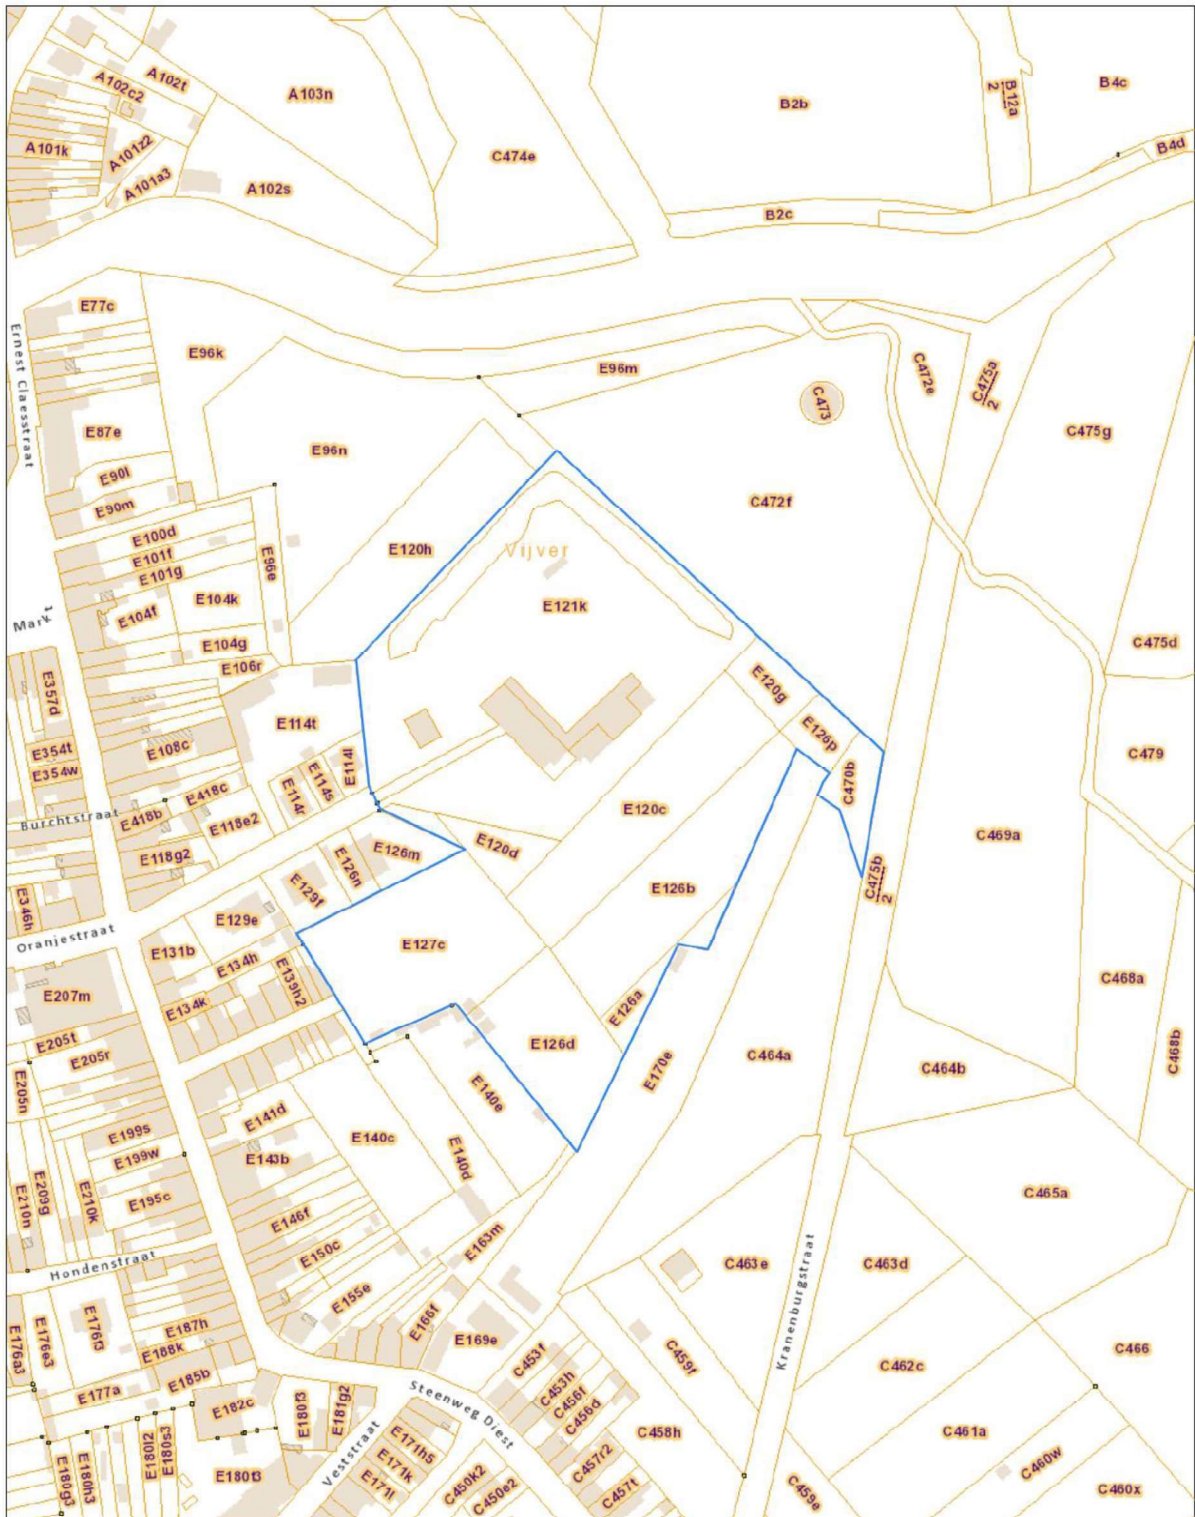 A102t
A102c2
A103n
B2b
B12a
2
B4c
A101k
A101z2
A101a3
A102s
C474e
B4d
B2c
E77c
Ernest Claesstraat
E96k
E96m
C473
C472e
C475a
2
C475g
E87e
E90l
E90m
E96n
C472f
E100d
E101f
E101g
E96e
E120h
Vijver
E104k
E104f
E121k
Markt
E104g
E106r
C475d
E357d
E120g
E114t
E126p
E354t
E354w
E108c
E114l
E114s
E114r
C470b
C479
E418c
E418b
Burchtstraat
E118e2
E120c
C469a
E118g2
E126m
E126n
E120d
E129f
E126b
C475b
2
E346h
E129e
Oranjestraat
E131b
E127c
E134h
E139h2
E134k
E207m
C468a
E126a
E205t
E205r
E126d
C464a
E170e
C464b
C468b
E205n
E140e
E141d
E199s
E140c
E199w
E143b
E140d
E209g
E210n
E210k
E195c
C465a
E146f
E163m
Hondenstraat
E150c
C463e
C463d
Kranenburgstraat
E155e
E166f
E176f3
E187h
E188k
E169e
E176a3
E176e3
C453f
C459f
C466
C462c
E177a
E185b
C453h
C456f
C456d
E182c
Steenweg Diest
E180f3
E181g2
Veststraat
E171h5
E171k
E171l
C458h
C461a
E180l2
E180s3
C457r2
C460w
E180g3
E180h3
E180t3
C450k2
C450e2
C457t
C459e
C460x